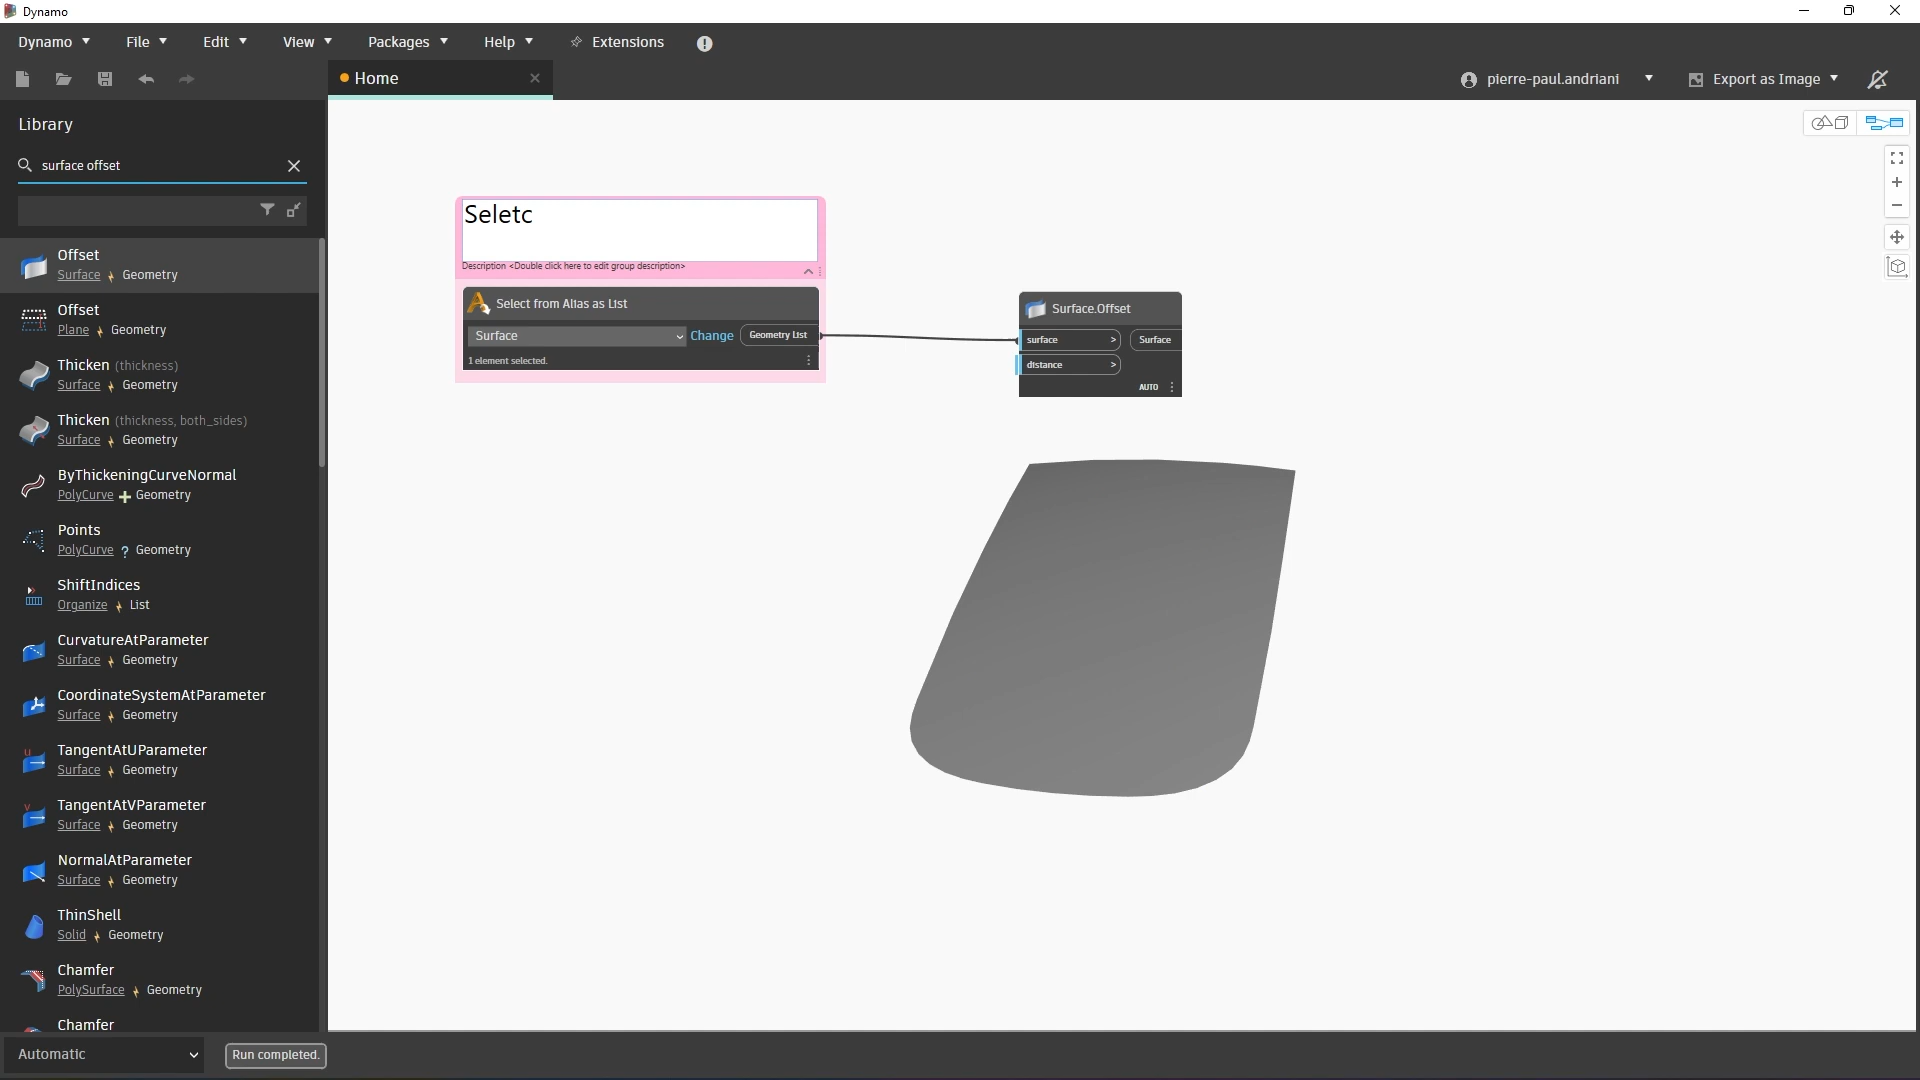 Dynamo
Dynamo File Edit View Packages Help Extensions
Home
pierre-paul.andriani Export as Image
Library
surface offset
Offset
Surface Geometry
Offset
Plane Geometry
Thicken (thickness)
Surface Geometry
Thicken (thickness, both_sides)
Surface Geometry
ByThickeningCurveNormal
PolyCurve Geometry
Points
PolyCurve ? Geometry
ShiftIndices
Organize List
CurvatureAtParameter
Surface Geometry
CoordinateSystemAtParameter
Surface Geometry
TangentAtUParameter
Surface Geometry
TangentAtVParameter
Surface Geometry
NormalAtParameter
Surface Geometry
ThinShell
Solid Geometry
Chamfer
PolySurface Geometry
Chamfer
Seletc
Description <Double click here to edit group description>
Select from Alias as List
Surface Change Geometry List
1 element selected.
Surface.Offset
surface > Surface
distance >
AUTO
Automatic Run completed.